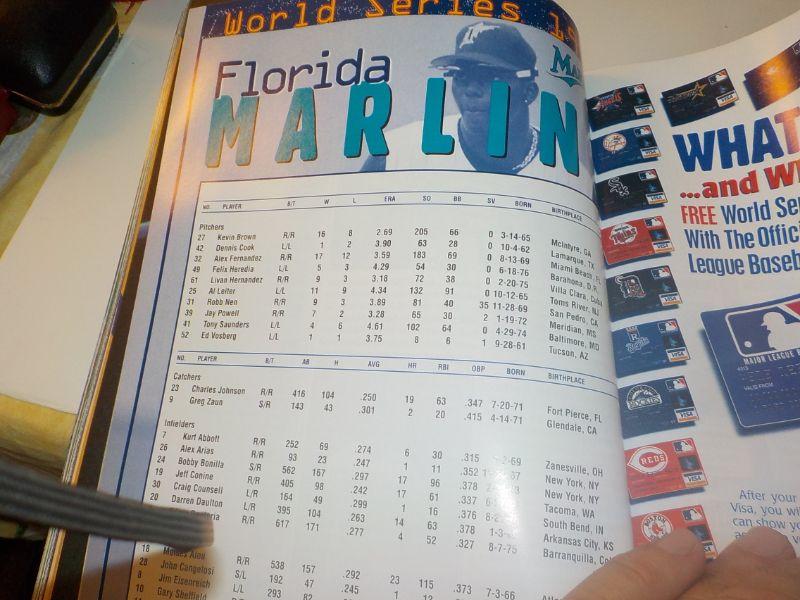 World Series 19
Florida
MARLIN
NO. PLAYER B/T W L ERA SO BB SV BORN BIRTHPLACE
Pitchers
27 Kevin Brown R/R 16 8 2.69 205 66 0 3-14-65 McIntyre, GA
42 Dennis Cook L/L 1 2 3.90 63 28 0 10-4-62 Lamarque, TX
32 Alex Fernandez R/R 17 12 3.59 183 69 0 8-13-69 Miami Beach, FL
49 Felix Heredia L/L 5 3 4.29 54 30 0 6-18-76 Barahona, D.R.
61 Livan Hernandez R/R 9 3 3.18 72 38 0 2-20-75 Villa Clara, Cuba
25 Al Leiter L/L 11 9 4.34 132 91 0 10-12-65 Toms River, NJ
31 Robb Nen R/R 9 3 3.89 81 40 35 11-28-69 San Pedro, CA
39 Jay Powell R/R 7 2 3.28 65 30 2 1-19-72 Meridian, MS
41 Tony Saunders L/L 4 6 4.61 102 64 0 4-29-74 Baltimore, MD
52 Ed Vosberg L/L 1 1 3.75 8 6 1 9-28-61 Tucson, AZ
NO. PLAYER B/T AB H AVG HR RBI OBP BORN BIRTHPLACE
Catchers
23 Charles Johnson R/R 416 104 .250 19 63 .347 7-20-71 Fort Pierce, FL
9 Greg Zaun S/R 143 43 .301 2 20 .415 4-14-71 Glendale, CA
Infielders
7 Kurt Abbott R/R 252 69 .274 6 30 .315 Zanesville, OH
26 Alex Arias R/R 93 23 .247 1 11 .352 New York, NY
24 Bobby Bonilla S/R 562 167 .297 17 96 .378 New York, NY
19 Jeff Conine R/R 405 98 .242 17 61 .337 Tacoma, WA
30 Craig Counsell L/R 164 49 .299 1 16 .376 South Bend, IN
20 Darren Daulton L/R 395 104 .263 14 63 .378 Arkansas City, KS
R/R 617 171 .277 4 52 .327 8-7-75 Barranquilla,
18 Moises Alou R/R 538 157 .292 23 115 .373 7-3-66
28 John Cangelosi S/L 192 47 .245 1 12
8 Jim Eisenreich L/L 293 82
10 Gary Sheffield
WHAT
...and WI
FREE World Ser
With The Offici
League Baseb
MAJOR LEAGUE
VALID FROM
After your
Visa, you wi
can show yo